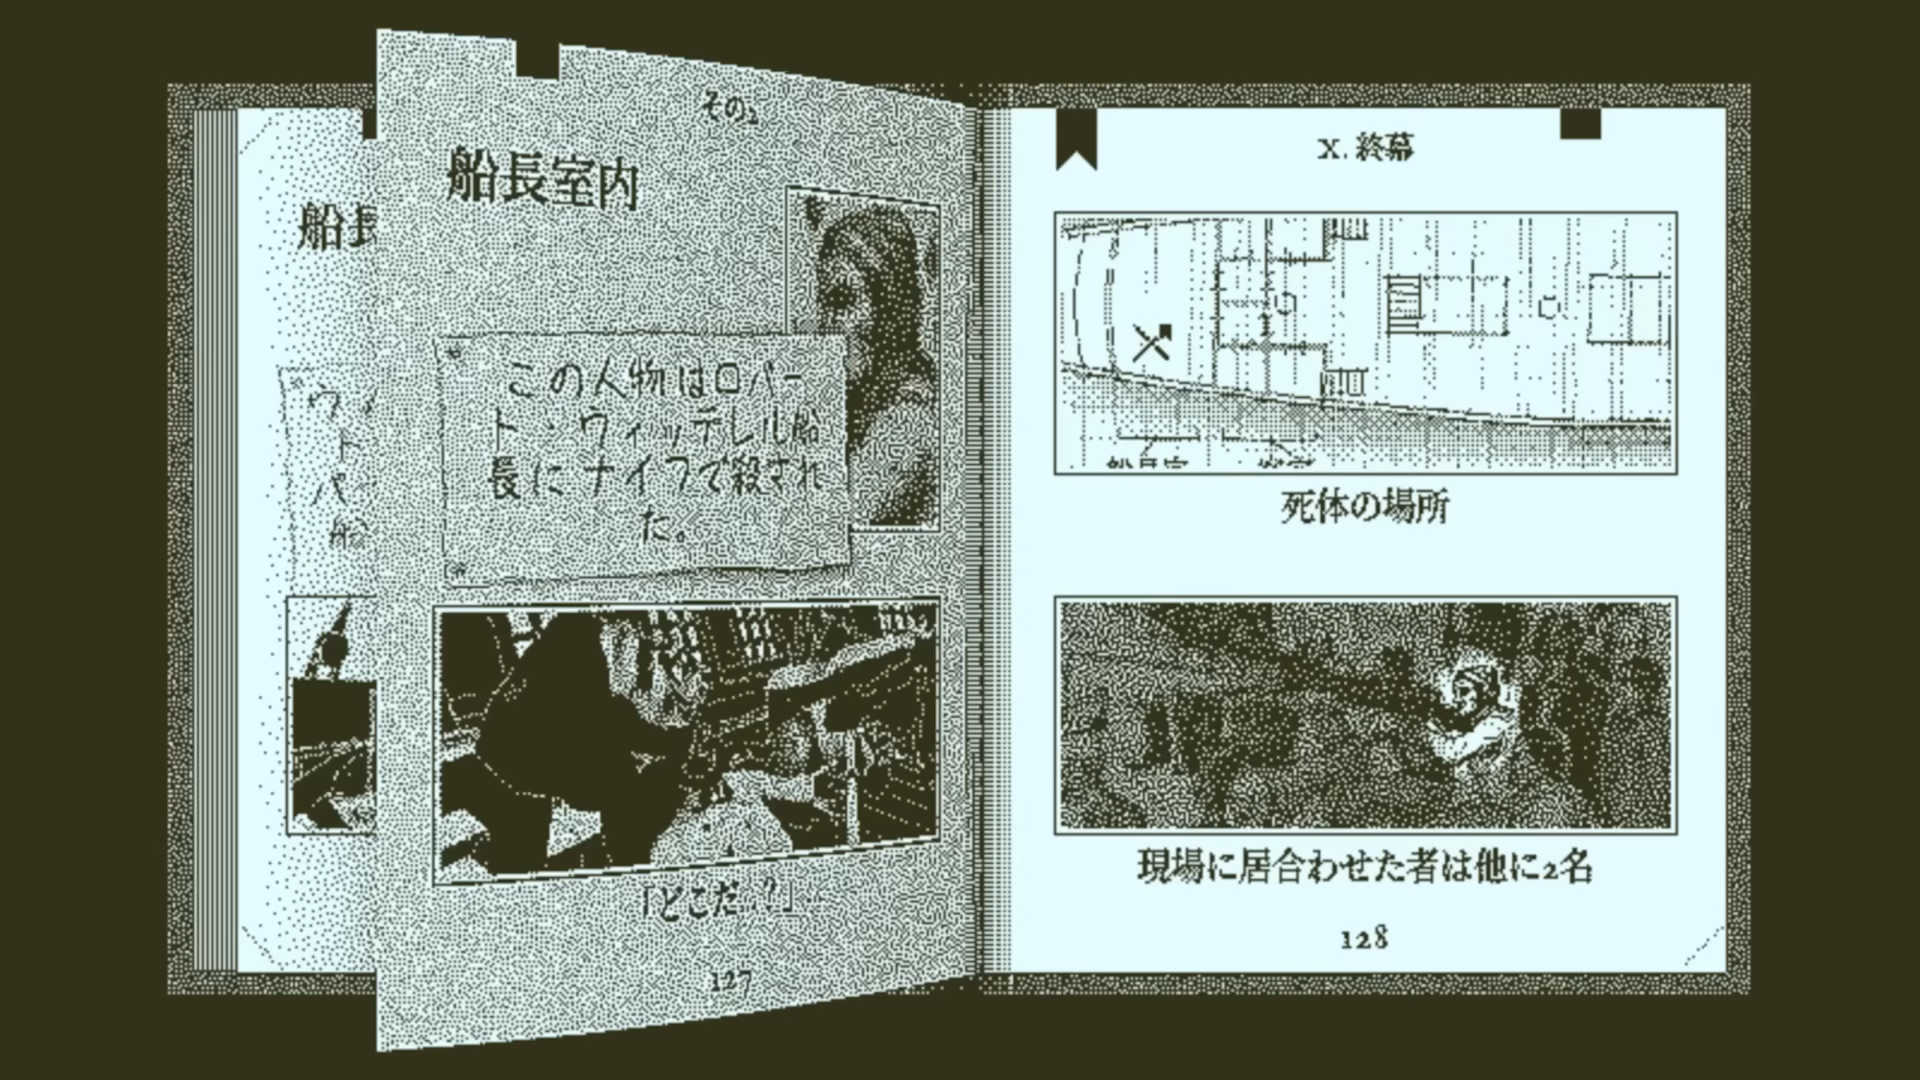 その2
船長室内
この人物はロバー
ト・ウィッテレル船
長にナイフで殺され
た。
「どこだ…?」
127
船長
X. 終幕
死体の場所
現場に居合わせた者は他に2名
128